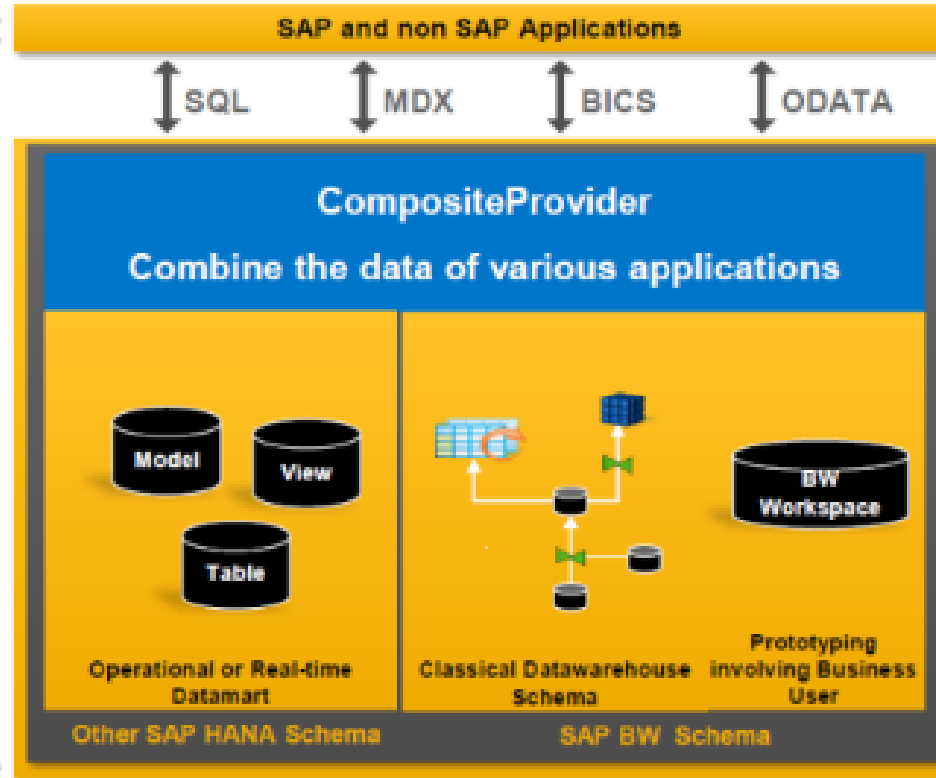 SAP and non SAP Applications
SQL
MDX
BICS
ODATA
CompositeProvider
Combine the data of various applications
Model
View
Table
BW
Workspace
Operational or Real-time
Datamart
Classical Datawarehouse
Schema
Prototyping
involving Business
User
Other SAP HANA Schema
SAP BW Schema